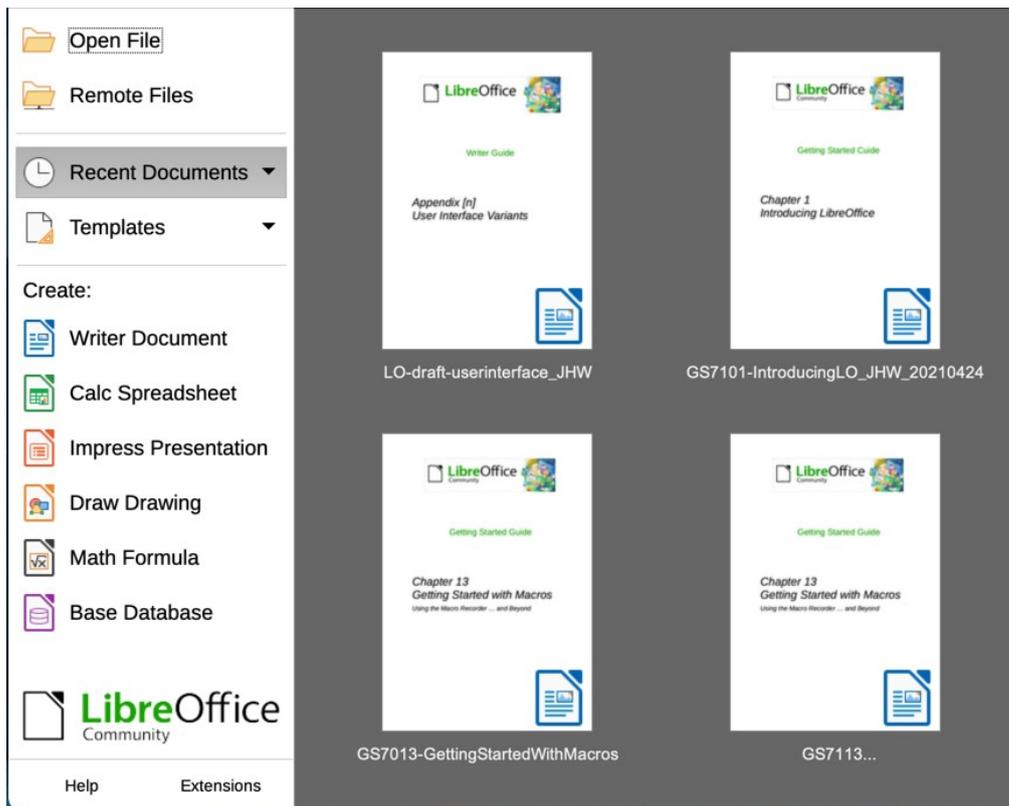 Open File
Remote Files
Recent Documents
Templates
Create:
Writer Document
Calc Spreadsheet
Impress Presentation
Draw Drawing
Math Formula
Base Database
LibreOffice
Community
Help Extensions
LibreOffice
Writer Guide
Appendix [n]
User Interface Variants
LO-draft-userinterface_JHW
LibreOffice
Community
Getting Started Guide
Chapter 1
Introducing LibreOffice
GS7101-IntroducingLO_JHW_20210424
LibreOffice
Community
Getting Started Guide
Chapter 13
Getting Started with Macros
Using the Macro Recorder ... and Beyond
GS7013-GettingStartedWithMacros
LibreOffice
Community
Getting Started Guide
Chapter 13
Getting Started with Macros
Using the Macro Recorder ... and Beyond
GS7113...